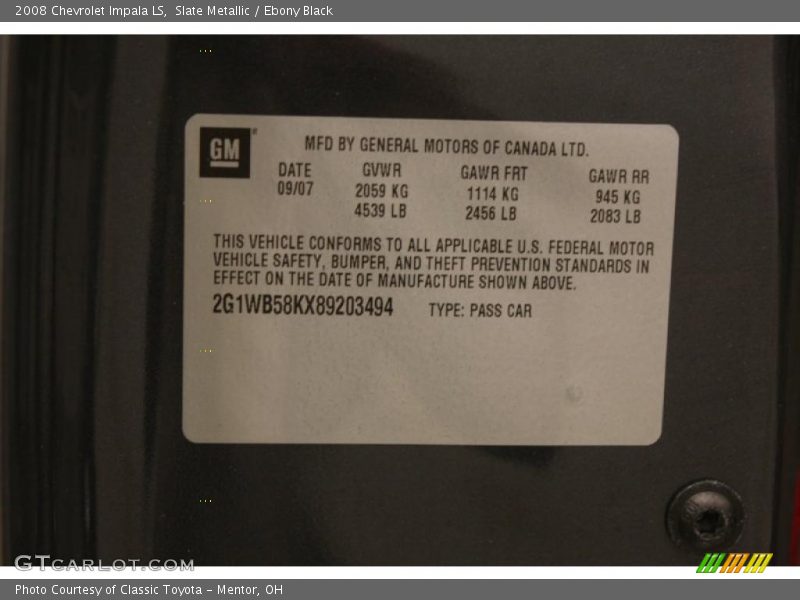 2008 Chevrolet Impala LS,  Slate Metallic / Ebony Black
GM
MFD BY GENERAL MOTORS OF CANADA LTD.
DATE GVWR GAWR FRT GAWR RR
09/07 2059 KG 1114 KG 945 KG
4539 LB 2456 LB 2083 LB
THIS VEHICLE CONFORMS TO ALL APPLICABLE U.S. FEDERAL MOTOR
VEHICLE SAFETY, BUMPER, AND THEFT PREVENTION STANDARDS IN
EFFECT ON THE DATE OF MANUFACTURE SHOWN ABOVE.
2G1WB58KX89203494 TYPE: PASS CAR
GTCARLOT.COM
Photo Courtesy of Classic Toyota - Mentor, OH